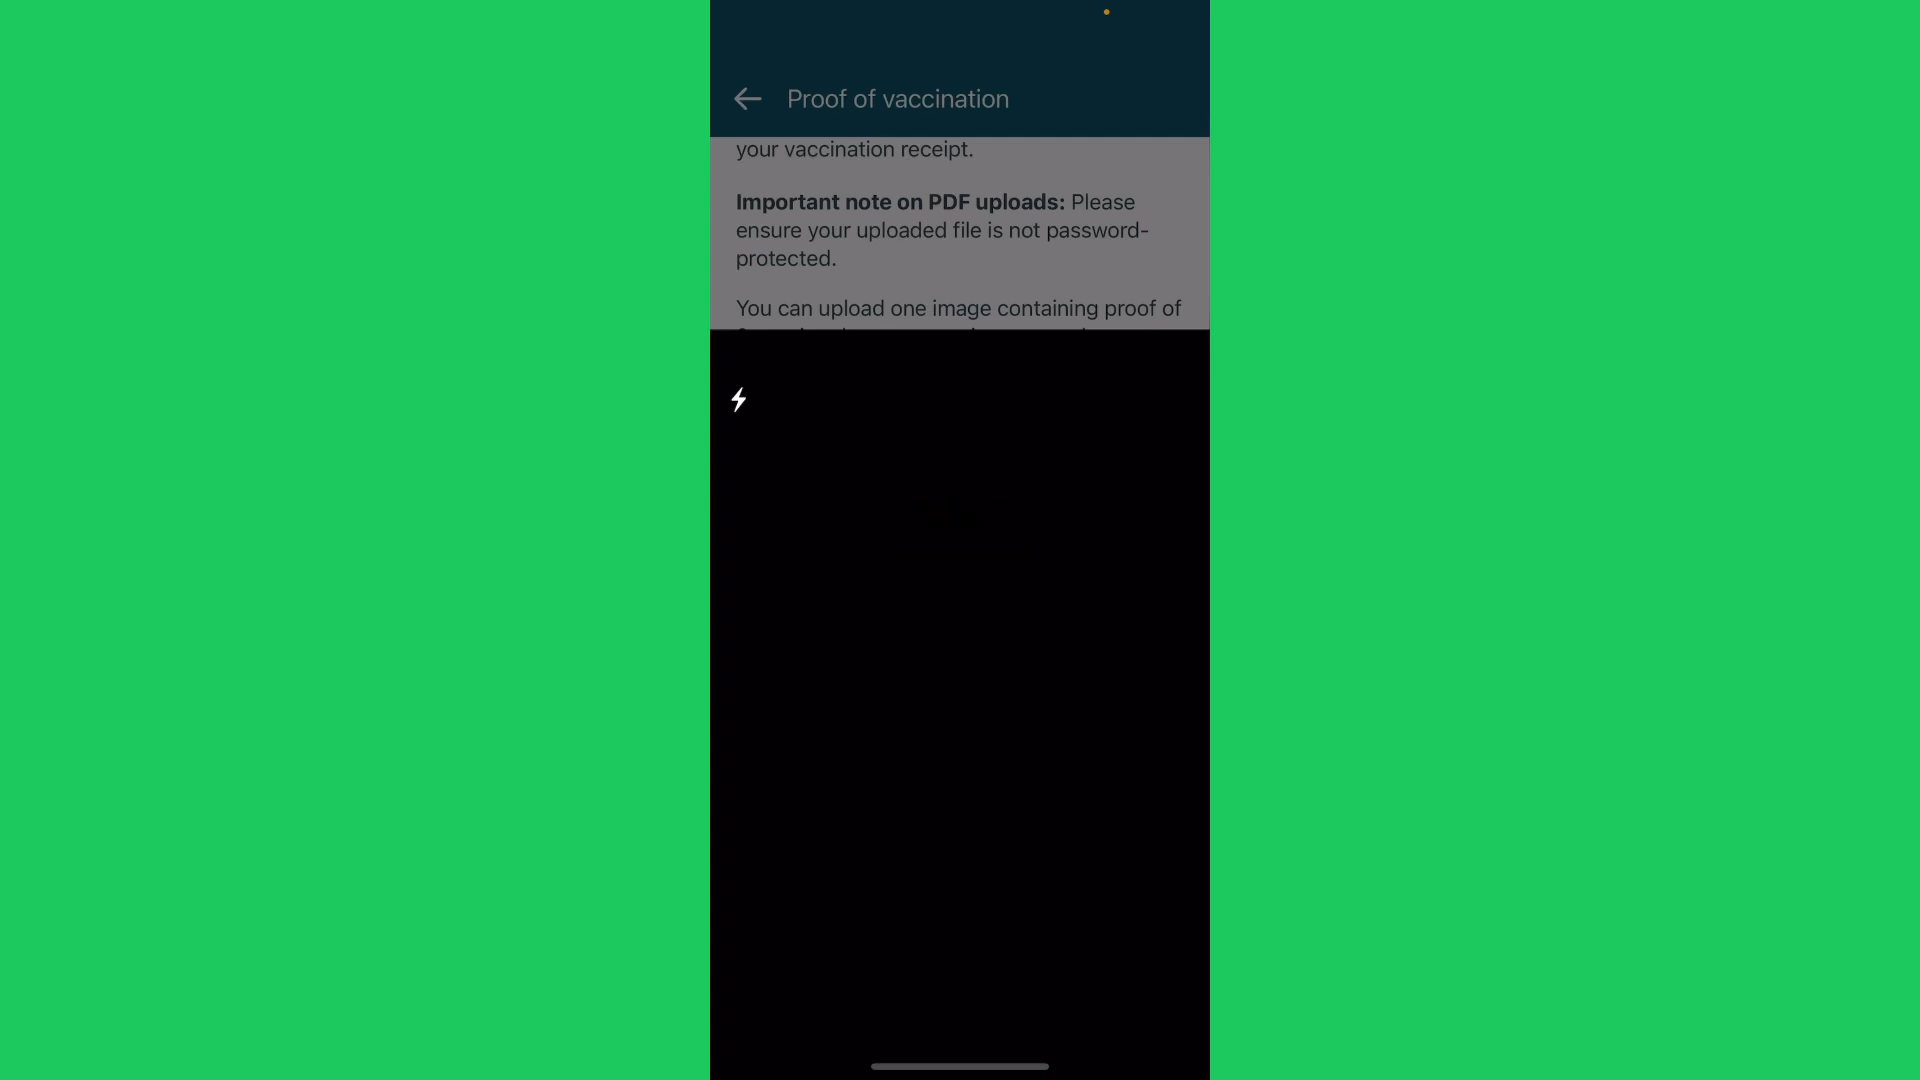 Proof of vaccination
your vaccination receipt.
Important note on PDF uploads: Please
ensure your uploaded file is not password-
protected.
You can upload one image containing proof of